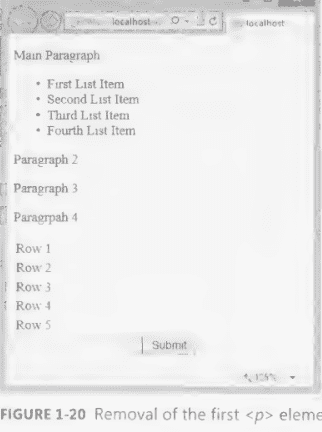 localhost
localhost
Main Paragraph
• First List Item
• Second List Item
• Third List Item
• Fourth List Item
Paragraph 2
Paragraph 3
Paragrpah 4
Row 1
Row 2
Row 3
Row 4
Row 5
Submit
FIGURE 1-20 Removal of the first <p> eleme